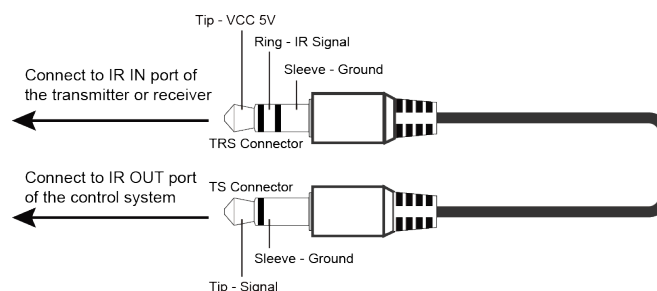 Tip - VCC 5V
Ring - IR Signal
Sleeve - Ground
Connect to IR IN port of
the transmitter or receiver
TRS Connector
Connect to IR OUT port
of the control system
TS Connector
Sleeve - Ground
Tip - Signal